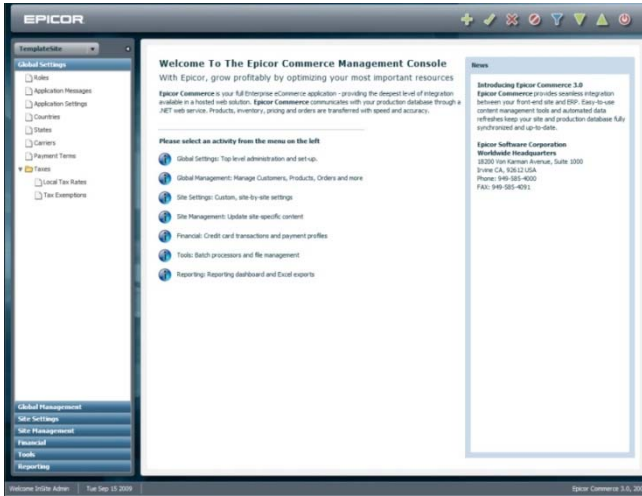 EPICOR
TemplateSite
Global Settings
Roles
Application Messages
Application Settings
Countries
States
Carriers
Payment Terms
Taxes
Local Tax Rates
Tax Exemptions
Global Management
Site Settings
Site Management
Financial
Tools
Reporting
Welcome To The Epicor Commerce Management Console
With Epicor, grow profitably by optimizing your most important resources
Epicor Commerce is your full Enterprise eCommerce application - providing the deepest level of integration
available in a hosted web solution. Epicor Commerce communicates with your production database through a
.NET web service. Products, inventory, pricing and orders are transferred with speed and accuracy.
Please select an activity from the menu on the left
Global Settings: Top level administration and set-up.
Global Management: Manage Customers, Products, Orders and more
Site Settings: Custom, site-by-site settings
Site Management: Update site-specific content
Financial: Credit card transactions and payment profiles
Tools: Batch processors and file management
Reporting: Reporting dashboard and Excel exports
News
Introducing Epicor Commerce 3.0
Epicor Commerce provides seamless integration
between your front-end site and ERP. Easy-to-use
content management tools and automated data
refreshes keep your site and production database fully
synchronized and up-to-date.
Epicor Software Corporation
Worldwide Headquarters
18200 Von Karman Avenue, Suite 1000
Irvine CA, 92612 USA
Phone: 949-585-4000
FAX: 949-585-4091
Welcome InSite Admin
Tue Sep 15 2009
Epicor Commerce 3.0, 20